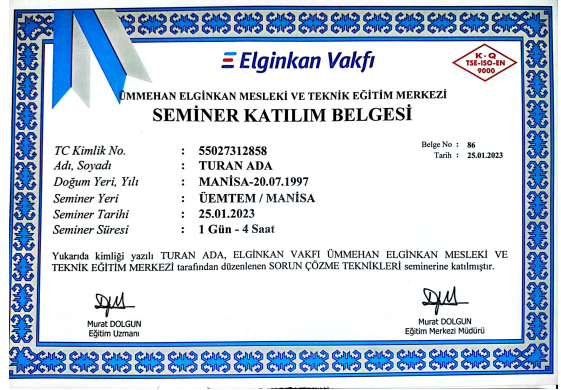 Elginkan Vakfı
K - Q
TSE-ISO-EN
9000
ÜMMEHAN ELGİNKAN MESLEKİ VE TEKNİK EĞİTİM MERKEZİ
SEMİNER KATILIM BELGESİ
Belge No : 86
Tarih : 25.01.2023
TC Kimlik No. : 55027312858
Adı, Soyadı : TURAN ADA
Doğum Yeri, Yılı : MANİSA-20.07.1997
Seminer Yeri : ÜEMTEM / MANİSA
Seminer Tarihi : 25.01.2023
Seminer Süresi : 1 Gün - 4 Saat
Yukarıda kimliği yazılı TURAN ADA, ELGINKAN VAKFI ÜMMEHAN ELGİNKAN MESLEKİ VE
TEKNİK EĞİTİM MERKEZİ tarafından düzenlenen SORUN ÇÖZME TEKNİKLERİ seminerine katılmıştır.
Murat DOLGUN
Eğitim Uzmanı
Murat DOLGUN
Eğitim Merkezi Müdürü